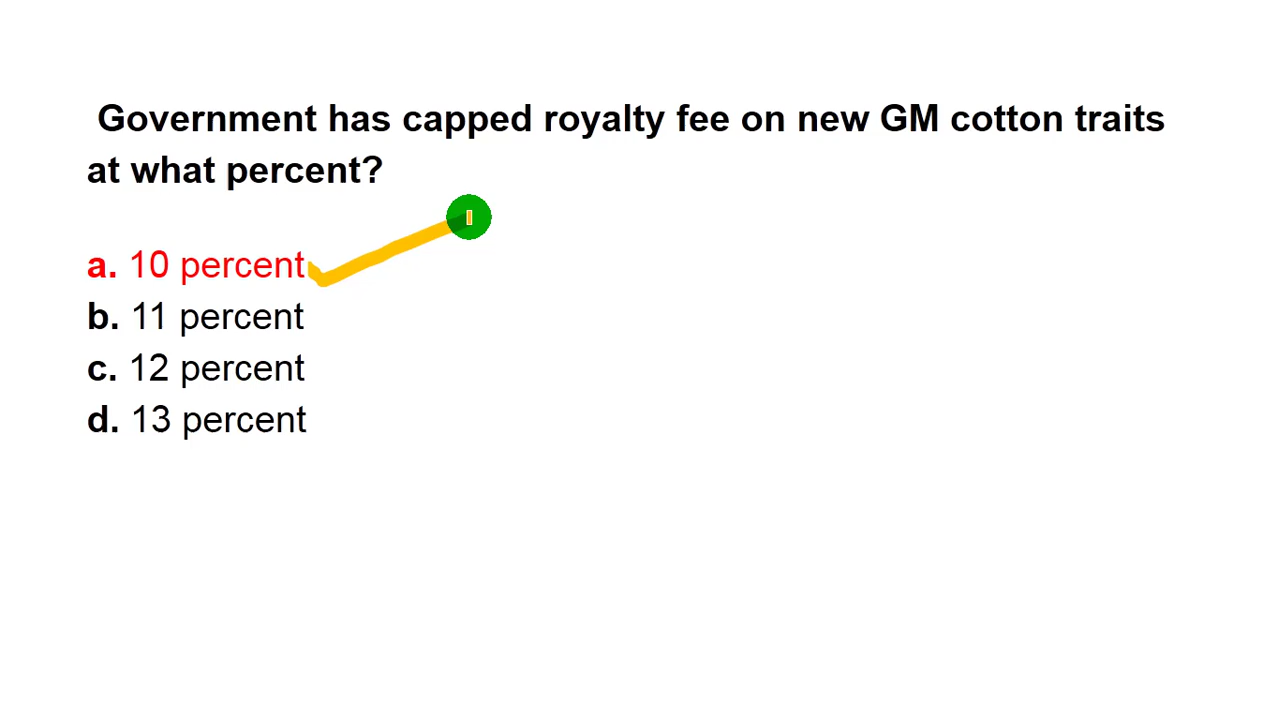 Government has capped royalty fee on new GM cotton traits
at what percent?
a. 10 percent
b. 11 percent
c. 12 percent
d. 13 percent